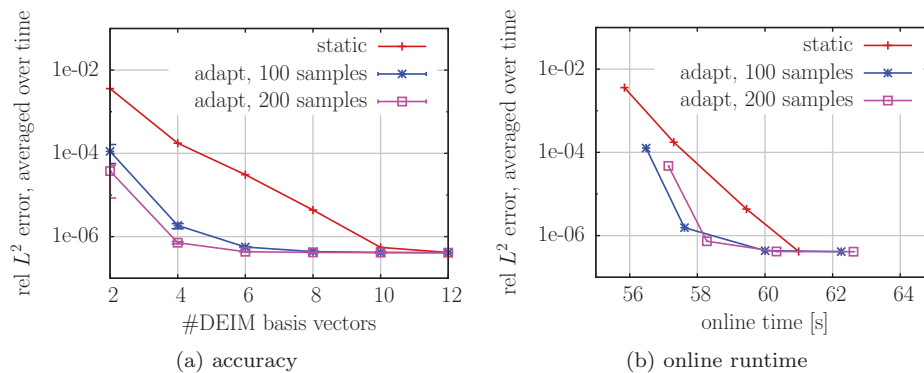 rel L² error, averaged over time
1e-02
1e-04
1e-06
static
adapt, 100 samples
adapt, 200 samples
2 4 6 8 10 12
#DEIM basis vectors
(a) accuracy
rel L² error, averaged over time
1e-02
1e-04
1e-06
static
adapt, 100 samples
adapt, 200 samples
56 58 60 62 64
online time [s]
(b) online runtime